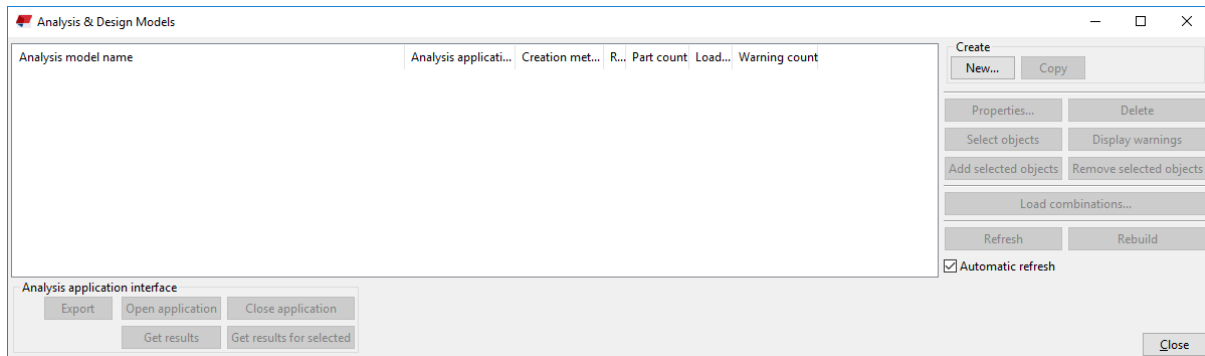 Analysis & Design Models
Analysis model name Analysis applicati... Creation met... R... Part count Load... Warning count
Create
New... Copy
Properties... Delete
Select objects Display warnings
Add selected objects Remove selected objects
Load combinations...
Refresh Rebuild
Automatic refresh
Analysis application interface
Export Open application Close application
Get results Get results for selected
Close